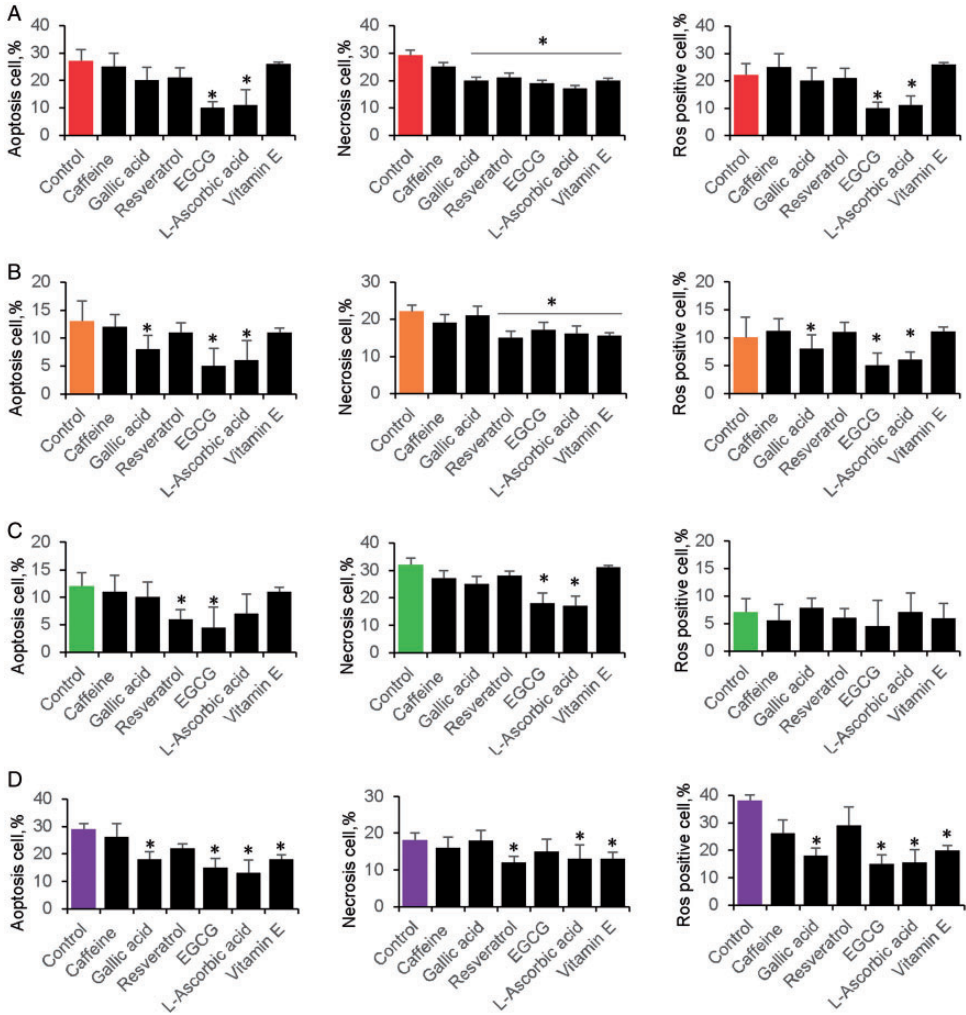 A
Aoptosis cell,%
40
30
20
10
0
Control
Caffeine
Gallic acid
Resveratrol
EGCG
L-Ascorbic acid
Vitamin E
* *
Necrosis cell,%
40
30
20
10
0
Control
Caffeine
Gallic acid
Resveratrol
EGCG
L-Ascorbic acid
Vitamin E
*
Ros positive cell,%
40
30
20
10
0
Control
Caffeine
Gallic acid
Resveratrol
EGCG
L-Ascorbic acid
Vitamin E
* *
B
Aoptosis cell,%
20
15
10
5
0
Control
Caffeine
Gallic acid
Resveratrol
EGCG
L-Ascorbic acid
Vitamin E
* * *
Necrosis cell,%
30
20
10
0
Control
Caffeine
Gallic acid
Resveratrol
EGCG
L-Ascorbic acid
Vitamin E
*
Ros positive cell,%
20
15
10
5
0
Control
Caffeine
Gallic acid
Resveratrol
EGCG
L-Ascorbic acid
Vitamin E
* * *
C
Aoptosis cell,%
20
15
10
5
0
Control
Caffeine
Gallic acid
Resveratrol
EGCG
L-Ascorbic acid
Vitamin E
* *
Necrosis cell,%
40
30
20
10
0
Control
Caffeine
Gallic acid
Resveratrol
EGCG
L-Ascorbic acid
Vitamin E
* *
Ros positive cell,%
20
15
10
5
0
Control
Caffeine
Gallic acid
Resveratrol
EGCG
L-Ascorbic acid
Vitamin E
D
Aoptosis cell,%
40
30
20
10
0
Control
Caffeine
Gallic acid
Resveratrol
EGCG
L-Ascorbic acid
Vitamin E
* * * *
Necrosis cell,%
30
20
10
0
Control
Caffeine
Gallic acid
Resveratrol
EGCG
L-Ascorbic acid
Vitamin E
* * *
Ros positive cell,%
40
30
20
10
0
Control
Caffeine
Gallic acid
Resveratrol
EGCG
L-Ascorbic acid
Vitamin E
* * * *